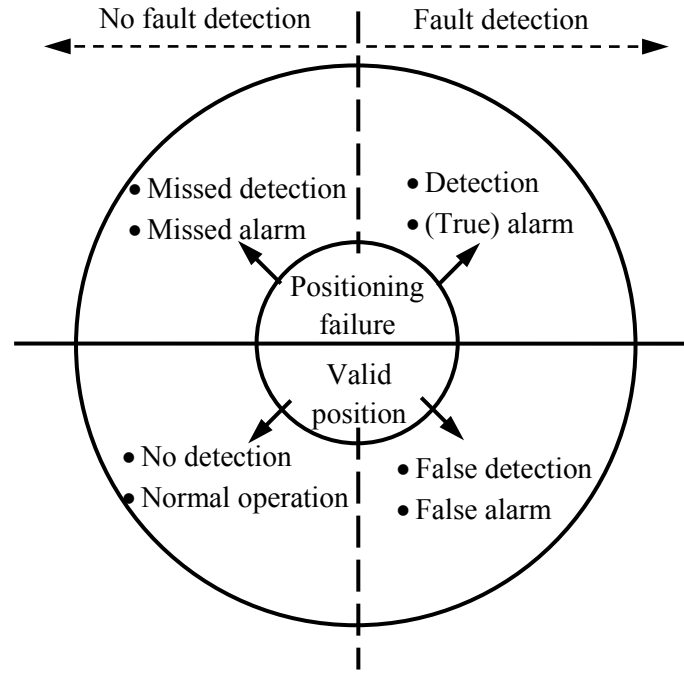 No fault detection
Fault detection
• Missed detection
• Missed alarm
• Detection
• (True) alarm
Positioning
failure
Valid
position
• No detection
• Normal operation
• False detection
• False alarm